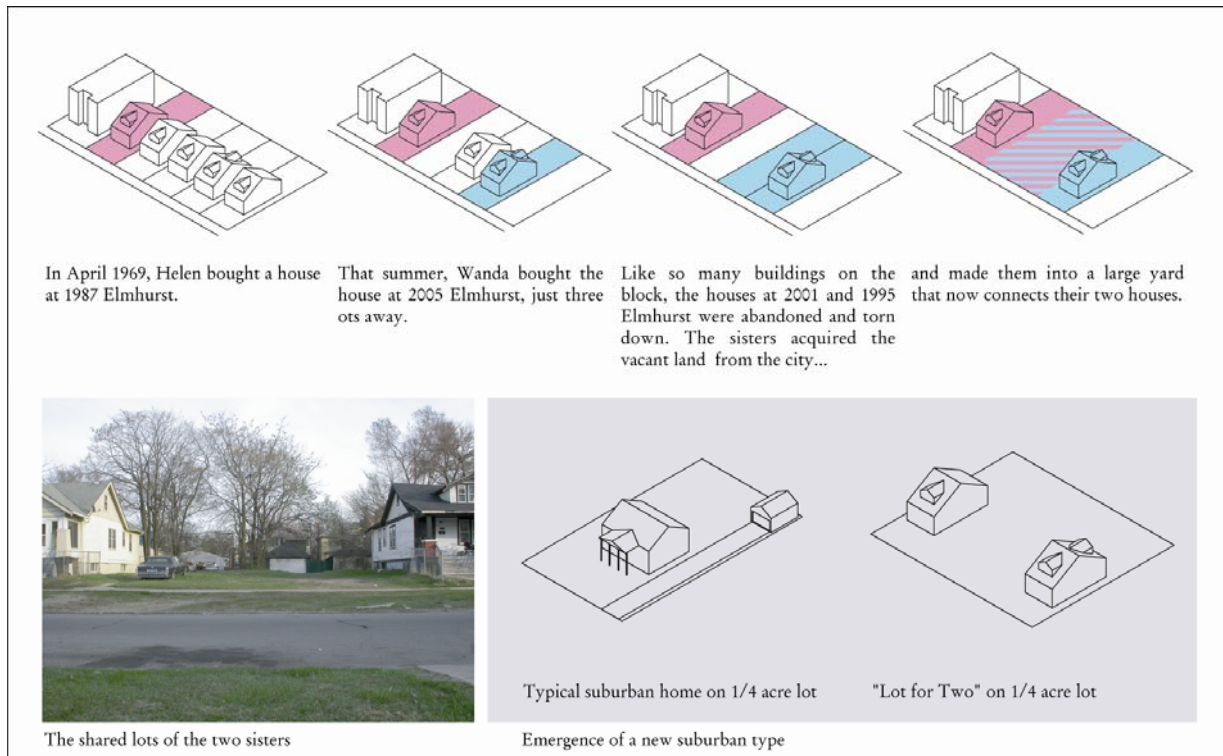 In April 1969, Helen bought a house
at 1987 Elmhurst.
That summer, Wanda bought the
house at 2005 Elmhurst, just three
ots away.
Like so many buildings on the
block, the houses at 2001 and 1995
Elmhurst were abandoned and torn
down. The sisters acquired the
vacant land from the city...
and made them into a large yard
that now connects their two houses.
Typical suburban home on 1/4 acre lot
"Lot for Two" on 1/4 acre lot
The shared lots of the two sisters
Emergence of a new suburban type